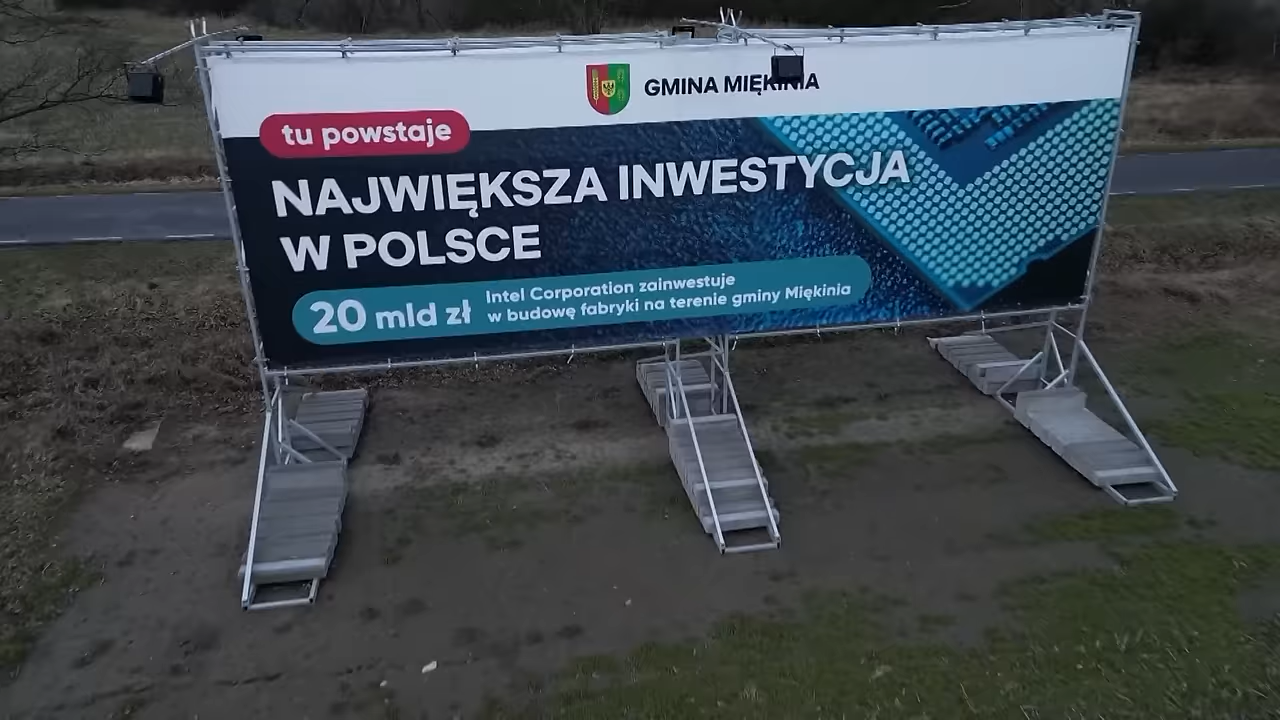 GMINA MIĘKINIA
tu powstaje
NAJWIĘKSZA INWESTYCJA
W POLSCE
20 mld zł
Intel Corporation zainwestuje
w budowę fabryki na terenie gminy Miękinia